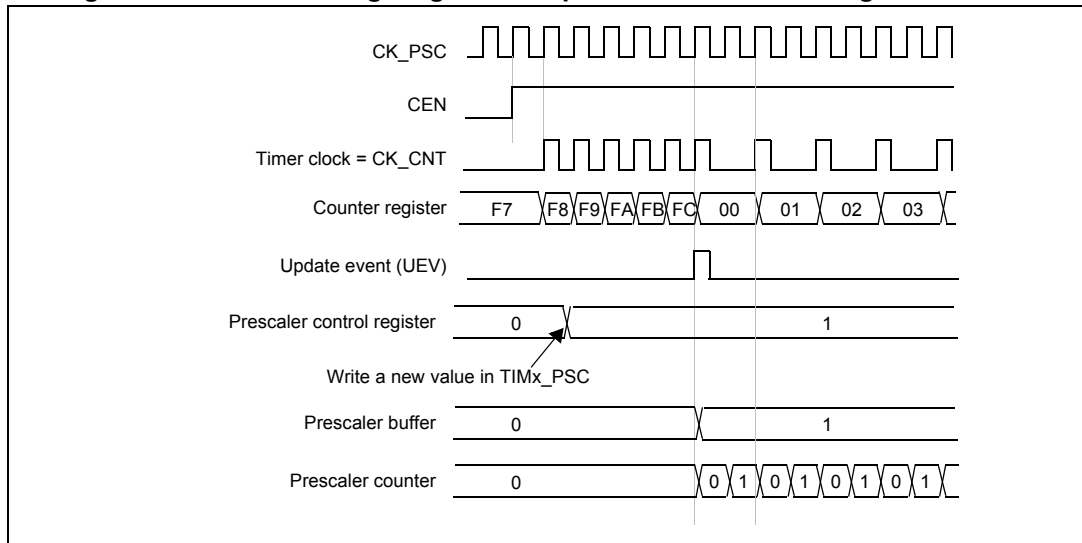 CK_PSC
CEN
Timer clock = CK_CNT
Counter register F7 F8 F9 FA FB FC 00 01 02 03
Update event (UEV)
Prescaler control register 0 1
Write a new value in TIMx_PSC
Prescaler buffer 0 1
Prescaler counter 0 0 1 0 1 0 1 0 1